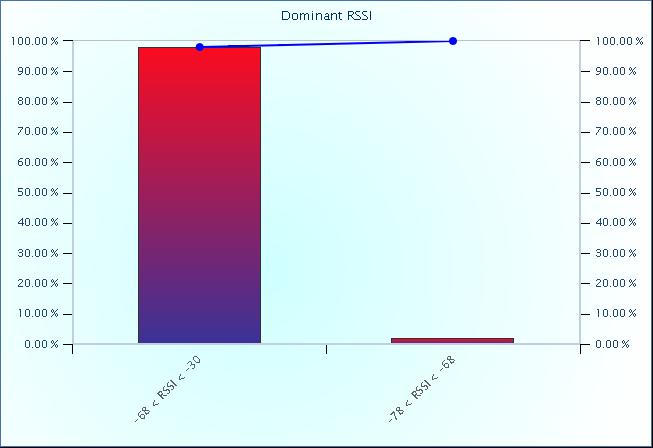 Dominant RSSI
100.00 % 100.00 %
90.00 % 90.00 %
80.00 % 80.00 %
70.00 % 70.00 %
60.00 % 60.00 %
50.00 % 50.00 %
40.00 % 40.00 %
30.00 % 30.00 %
20.00 % 20.00 %
10.00 % 10.00 %
0.00 % 0.00 %
-68 < RSSI < -30
-78 < RSSI < -68